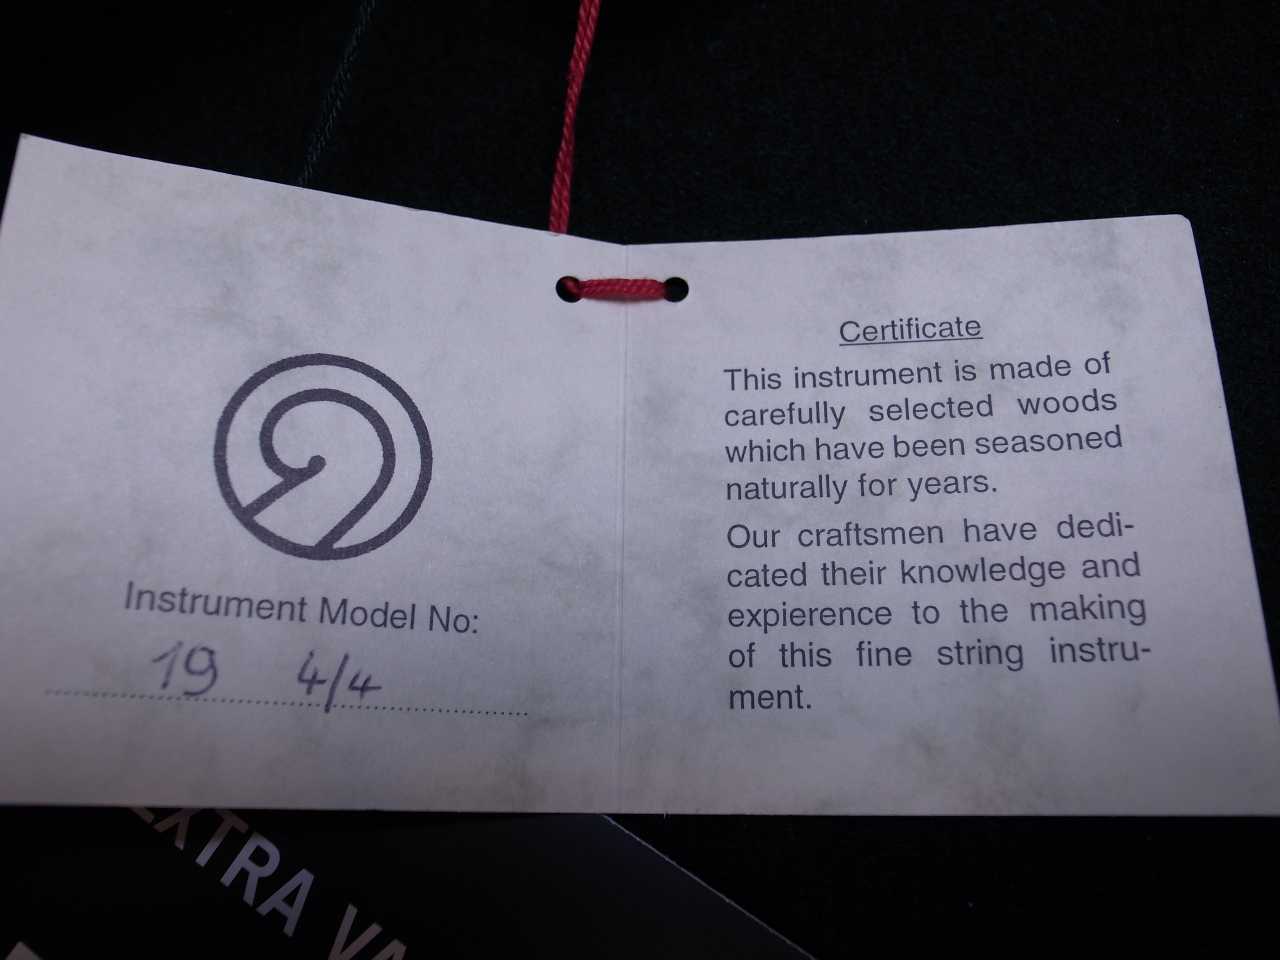 Instrument Model No:
19 4/4
Certificate
This instrument is made of
carefully selected woods
which have been seasoned
naturally for years.
Our craftsmen have dedi-
cated their knowledge and
expierence to the making
of this fine string instru-
ment.
EXTRA VA